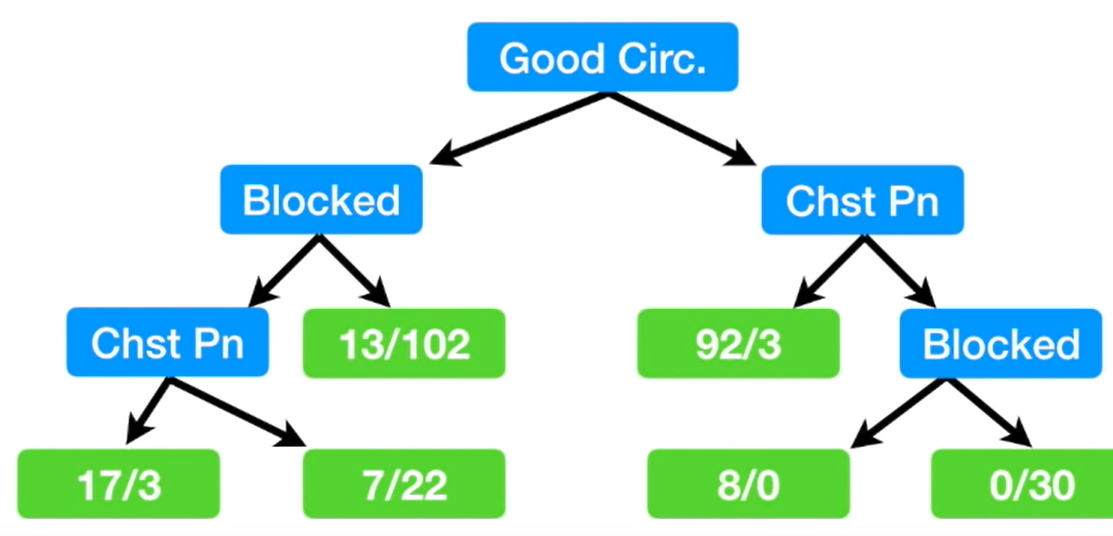 Good Circ.
Blocked
Chst Pn
Chst Pn
13/102
92/3
Blocked
17/3
7/22
8/0
0/30